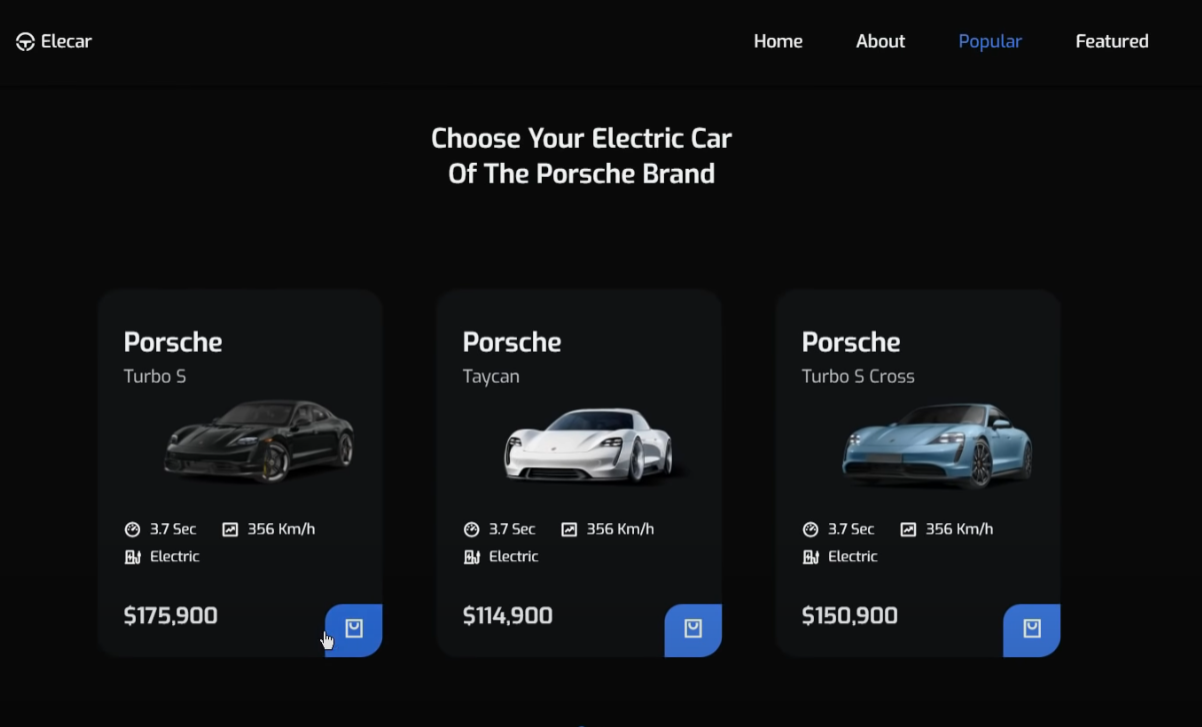 Elecar Home About Popular Featured
Choose Your Electric Car
Of The Porsche Brand
Porsche
Turbo S
3.7 Sec 356 Km/h
Electric
$175,900
Porsche
Taycan
3.7 Sec 356 Km/h
Electric
$114,900
Porsche
Turbo S Cross
3.7 Sec 356 Km/h
Electric
$150,900